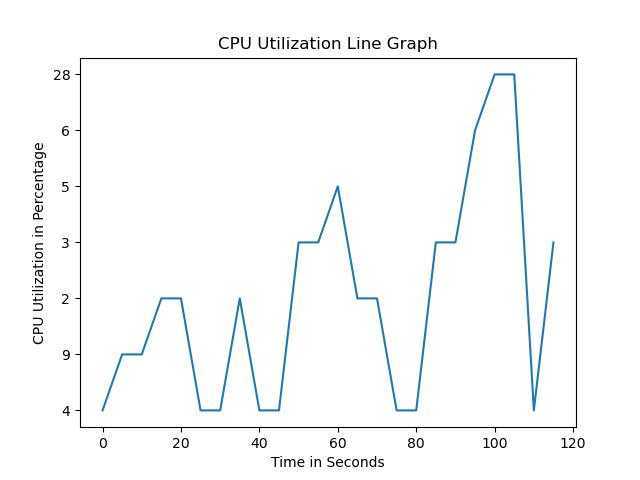 CPU Utilization Line Graph
CPU Utilization in Percentage
28
6
5
3
2
9
4
0 20 40 60 80 100 120
Time in Seconds